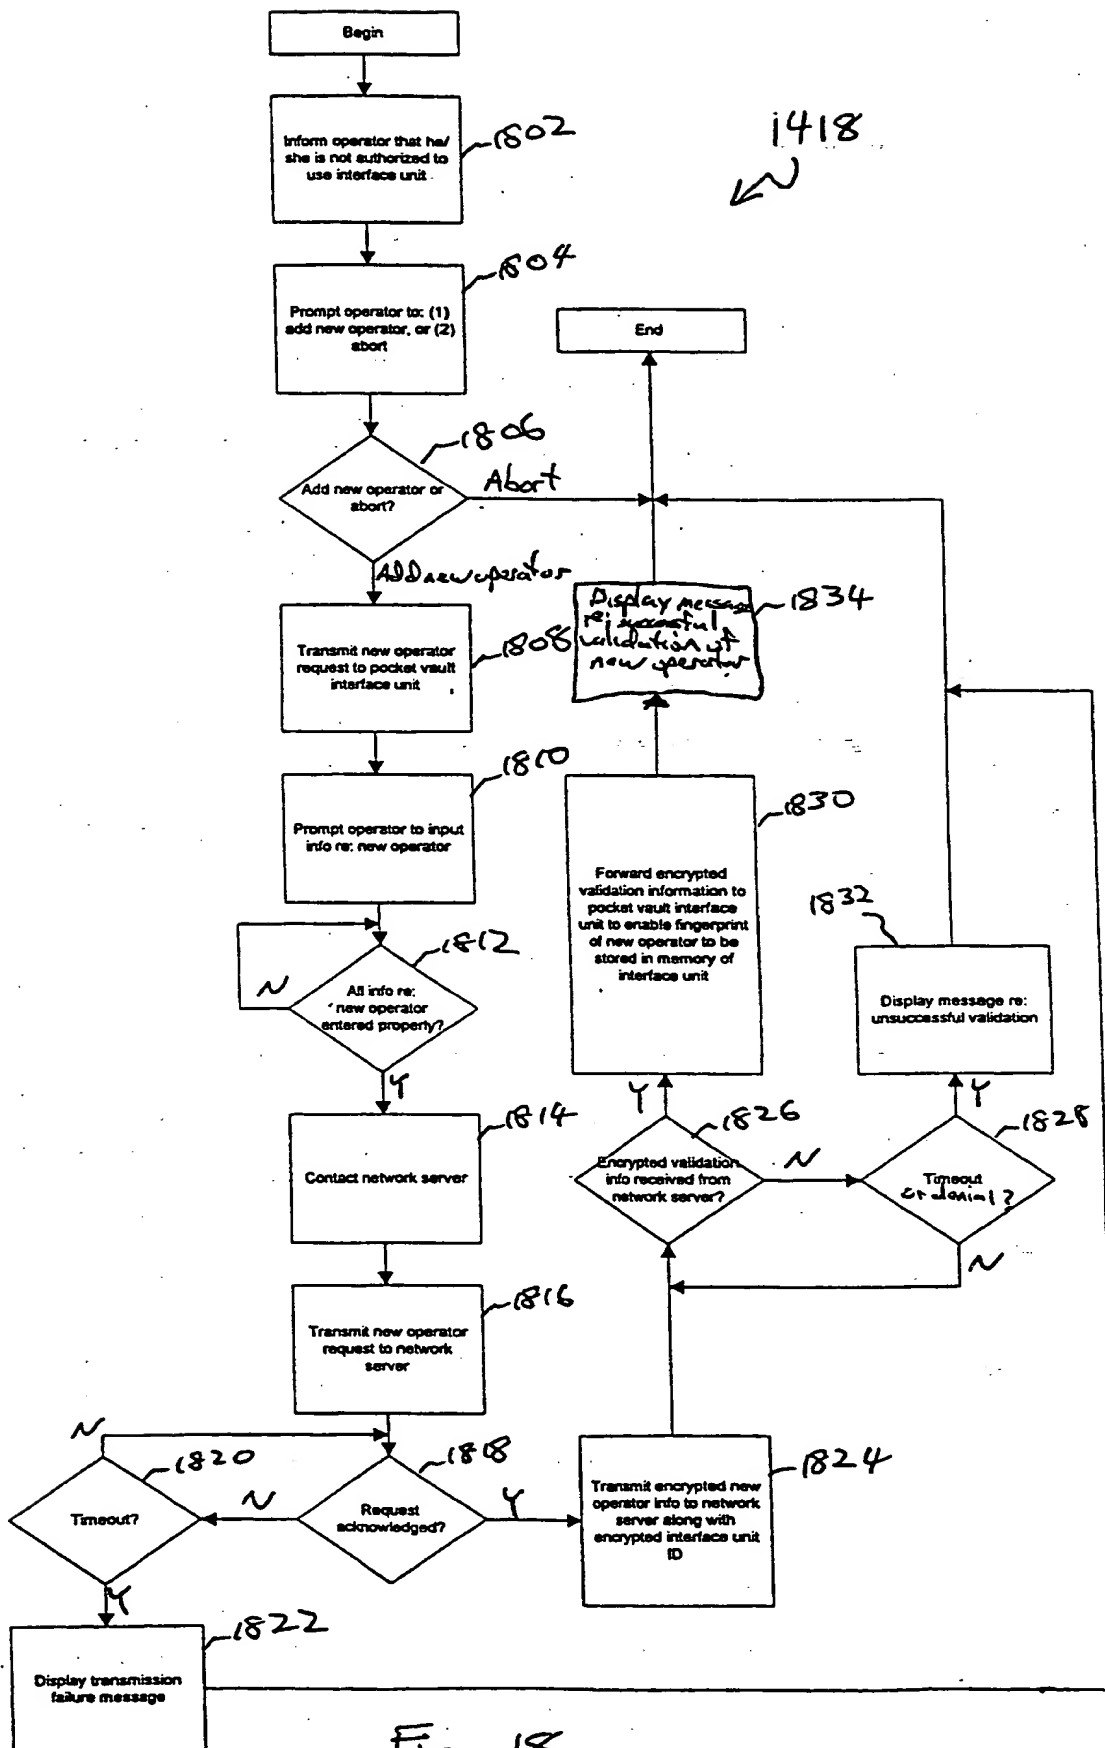 Begin
Inform operator that he/
she is not authorized to
use interface unit
1802
1418
Prompt operator to: (1)
add new operator, or (2)
abort
1804
End
Add new operator or
abort?
1806
Abort
Add new operator
Transmit new operator
request to pocket vault
interface unit
1808
Display message
re: successful
validation of
new operator
1834
Prompt operator to input
info re: new operator
1810
Forward encrypted
validation information to
pocket vault interface
unit to enable fingerprint
of new operator to be
stored in memory of
interface unit
1830
1832
Display message re:
unsuccessful validation
All info re:
new operator
entered properly?
1812
N
Y
Contact network server
1814
Encrypted validation
info received from
network server?
1826
Y
N
Timeout
or denial?
1828
Y
N
Transmit new operator
request to network
server
1816
Request
acknowledged?
1818
N
Y
Timeout?
1820
N
Y
Transmit encrypted new
operator info to network
server along with
encrypted interface unit
ID
1824
Display transmission
failure message
1822
Fig. 18